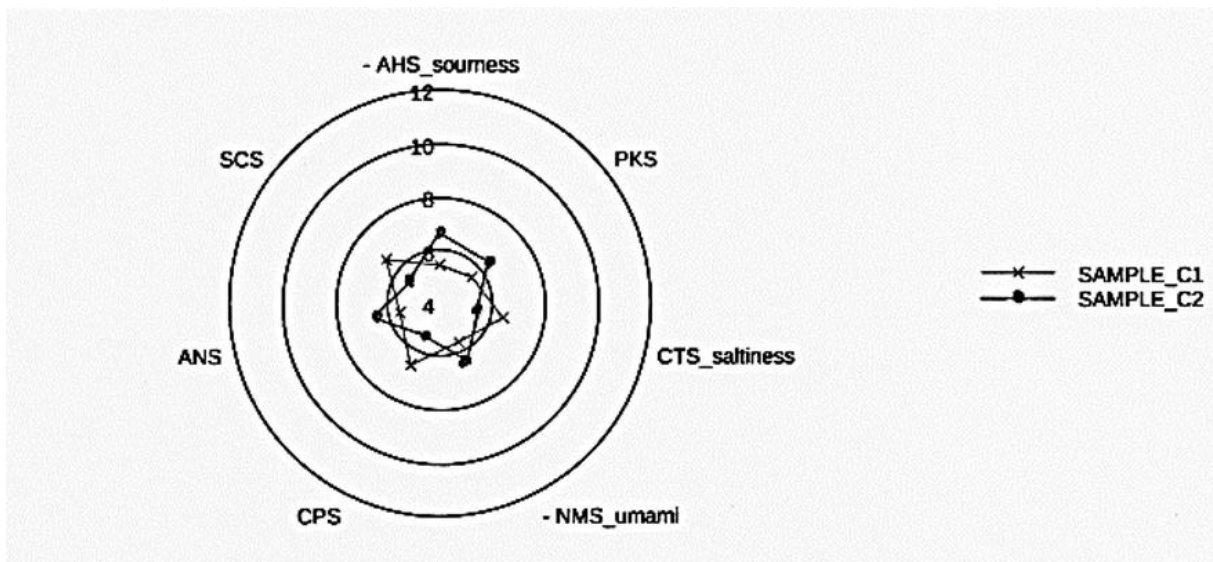 - AHS_sourness
12
SCS
10
PKS
8
6
4
SAMPLE_C1
SAMPLE_C2
ANS
CTS_saltiness
CPS
- NMS_umami